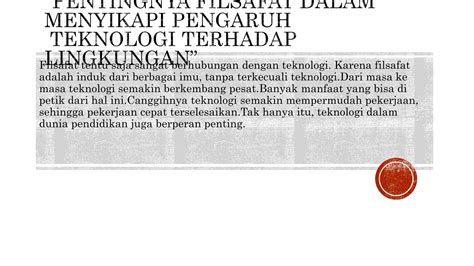 "PENTINGNYA FILSAFAT DALAM
MENYIKAPI PENGARUH
TEKNOLOGI TERHADAP
LINGKUNGAN"
Filsafat tentu saja sangat berhubungan dengan teknologi. Karena filsafat
adalah induk dari berbagai imu, tanpa terkecuali teknologi.Dari masa ke
masa teknologi semakin berkembang pesat.Banyak manfaat yang bisa di
petik dari hal ini.Canggihnya teknologi semakin mempermudah pekerjaan,
sehingga pekerjaan cepat terselesaikan.Tak hanya itu, teknologi dalam
dunia pendidikan juga berperan penting.